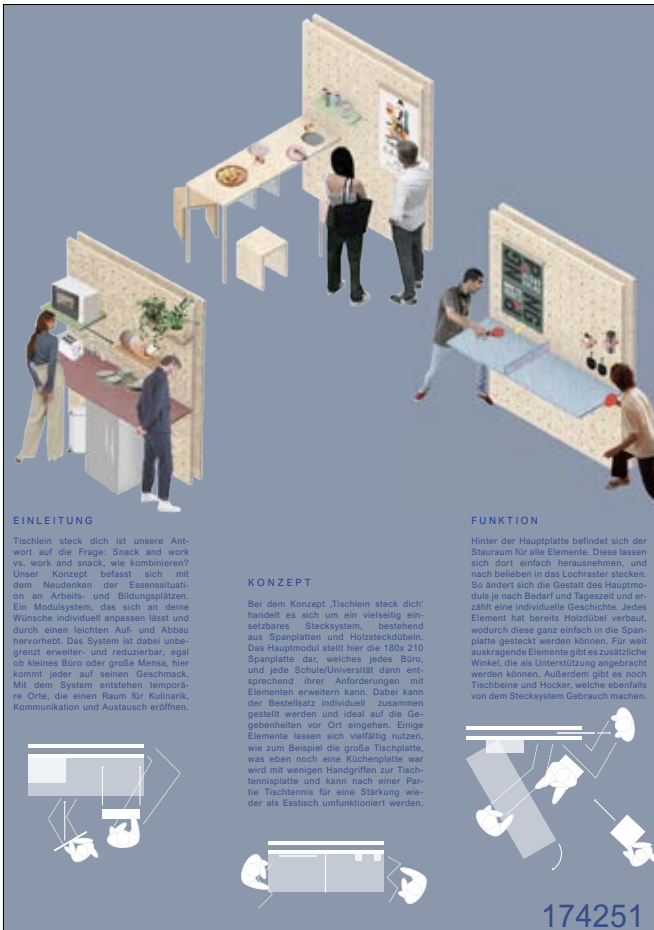 EINLEITUNG
Tischlein steck dich ist unsere Ant-
wort auf die Frage: Snack and work
vs. work and snack, wie kombinieren?
Unser Konzept befasst sich mit
dem Neudenken der Essenssituati-
on an Arbeits- und Bildungsplätzen.
Ein Modulsystem, das sich an deine
Wünsche individuell anpassen lässt und
durch einen leichten Auf- und Abbau
hervorhebt. Das System ist dabei unbe-
grenzt erweiter- und reduzierbar, egal
ob kleines Büro oder große Mensa, hier
kommt jeder auf seinen Geschmack.
Mit dem System entstehen temporä-
re Orte, die einen Raum für Kulinarik,
Kommunikation und Austausch eröffnen.
KONZEPT
Bei dem Konzept ‚Tischlein steck dich'
handelt es sich um ein vielseitig ein-
setzbares Stecksystem, bestehend
aus Spanplatten und Holzsteckdübeln.
Das Hauptmodul stellt hier die 180x 210
Spanplatte dar, welches jedes Büro,
und jede Schule/Universität dann ent-
sprechend ihrer Anforderungen mit
Elementen erweitern kann. Dabei kann
der Bestellsatz individuell zusammen
gestellt werden und ideal auf die Ge-
gebenheiten vor Ort eingehen. Einige
Elemente lassen sich vielfältig nutzen,
wie zum Beispiel die große Tischplatte,
was eben noch eine Küchenplatte war
wird mit wenigen Handgriffen zur Tisch-
tennisplatte und kann nach einer Par-
tie Tischtennis für eine Stärkung wie-
der als Esstisch umfunktioniert werden.
FUNKTION
Hinter der Hauptplatte befindet sich der
Stauraum für alle Elemente. Diese lassen
sich dort einfach herausnehmen, und
nach belieben in das Lochraster stecken.
So ändert sich die Gestalt des Hauptmo-
duls je nach Bedarf und Tageszeit und er-
zählt eine individuelle Geschichte. Jedes
Element hat bereits Holzdübel verbaut,
wodurch diese ganz einfach in die Span-
platte gesteckt werden können. Für weit
auskragende Elemente gibt es zusätzliche
Winkel, die als Unterstützung angebracht
werden können. Außerdem gibt es noch
Tischbeine und Hocker, welche ebenfalls
von dem Stecksystem Gebrauch machen.
174251